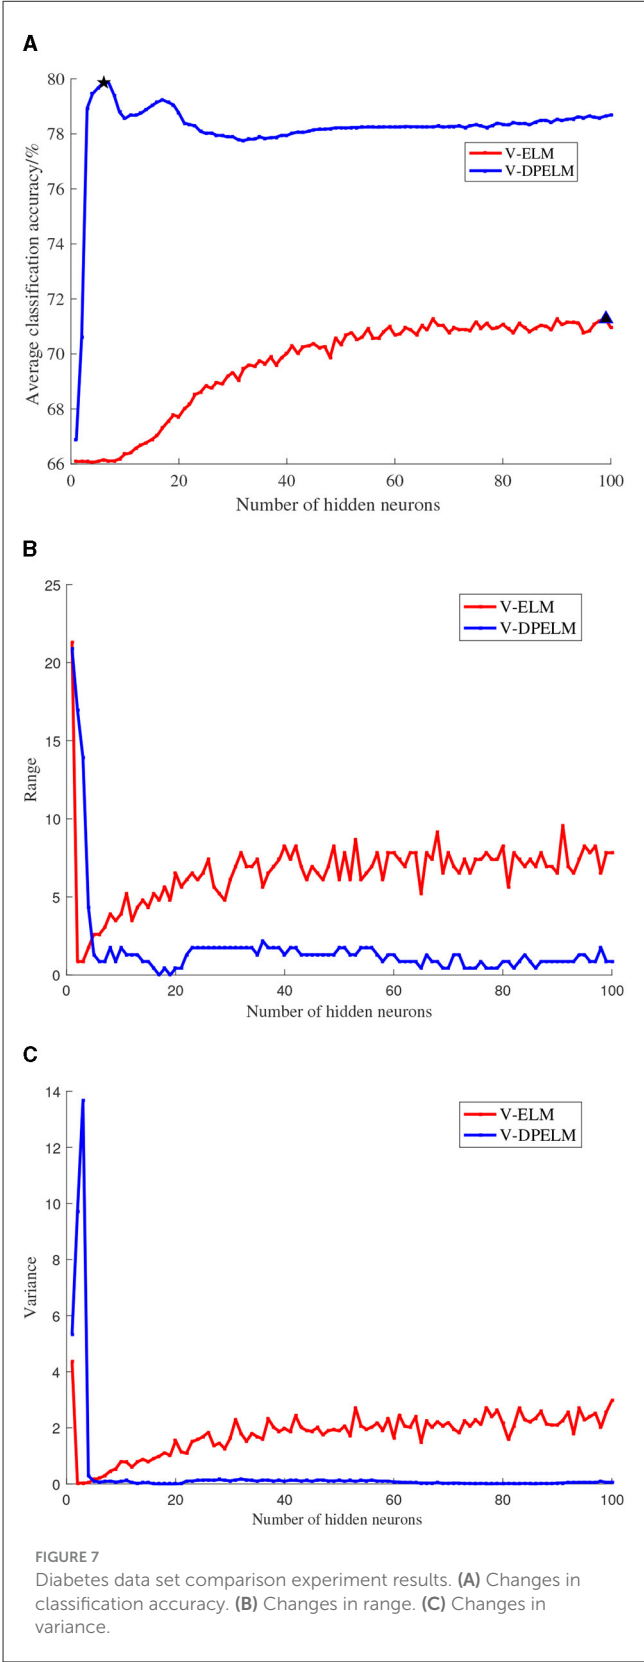 A
80
78
76
74
72
70
68
66
Average classification accuracy/%
V-ELM
V-DPELM
0 20 40 60 80 100
Number of hidden neurons
B
25
20
15
10
5
0
Range
V-ELM
V-DPELM
0 20 40 60 80 100
Number of hidden neurons
C
14
12
10
8
6
4
2
0
Variance
V-ELM
V-DPELM
0 20 40 60 80 100
Number of hidden neurons
FIGURE 7
Diabetes data set comparison experiment results. (A) Changes in
classification accuracy. (B) Changes in range. (C) Changes in
variance.